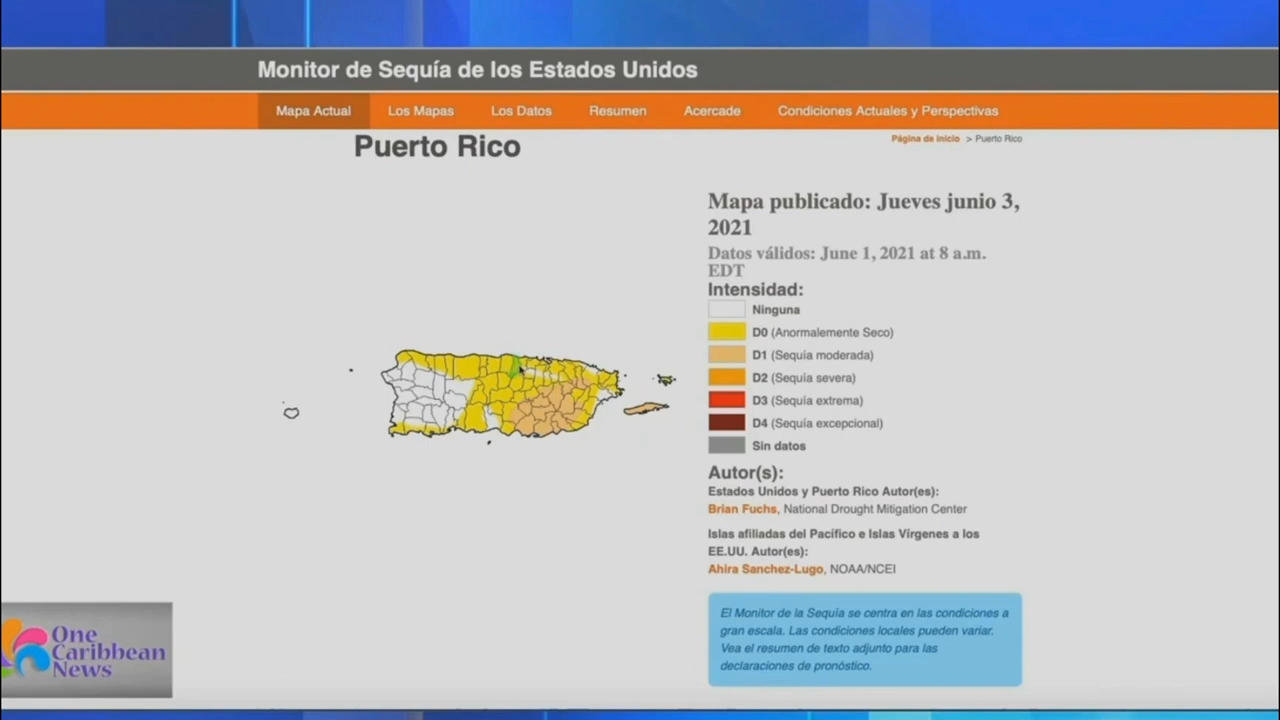 Monitor de Sequía de los Estados Unidos
Mapa Actual Los Mapas Los Datos Resumen Acercade Condiciones Actuales y Perspectivas
Puerto Rico
Página de inicio > Puerto Rico
Mapa publicado: Jueves junio 3,
2021
Datos válidos: June 1, 2021 at 8 a.m.
EDT
Intensidad:
Ninguna
D0 (Anormalemente Seco)
D1 (Sequía moderada)
D2 (Sequía severa)
D3 (Sequía extrema)
D4 (Sequía excepcional)
Sin datos
Autor(s):
Estados Unidos y Puerto Rico Autor(es):
Brian Fuchs, National Drought Mitigation Center
Islas afiliadas del Pacífico e Islas Vírgenes a los
EE.UU. Autor(es):
Ahira Sanchez-Lugo, NOAA/NCEI
El Monitor de la Sequía se centra en las condiciones a
gran escala. Las condiciones locales pueden variar.
Vea el resumen de texto adjunto para las
declaraciones de pronóstico.
One
Caribbean
News